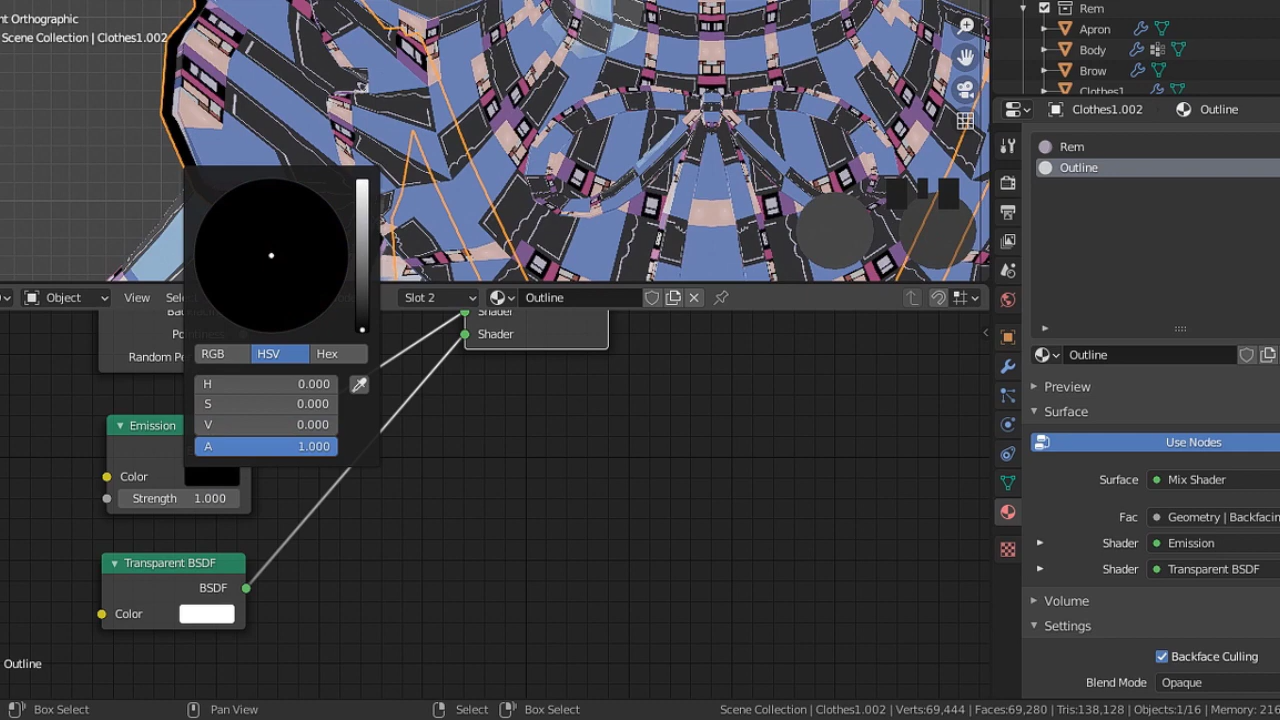 nt Orthographic
Scene Collection | Clothes1.002
Rem
Apron
Body
Brow
Clothes1
Clothes1.002
Outline
Rem
Outline
Object
View
Sel
Slot 2
Outline
Shader
Shader
Random Pe
RGB
HSV
Hex
H 0.000
S 0.000
V 0.000
A 1.000
Emission
Color
Strength 1.000
Transparent BSDF
BSDF
Color
Outline
Outline
Preview
Surface
Use Nodes
Surface Mix Shader
Fac Geometry | Backfacin
Shader Emission
Shader Transparent BSDF
Volume
Settings
Backface Culling
Blend Mode Opaque
Box Select
Pan View
Select
Box Select
Scene Collection | Clothes1.002 | Verts:69,444 | Faces:69,280 | Tris:138,128 | Objects:1/16 | Memory: 216